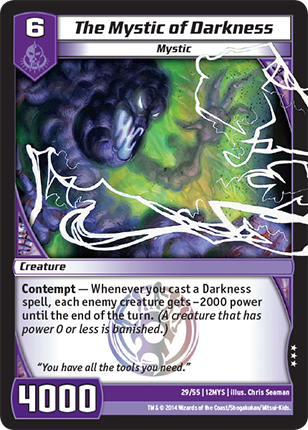 6
The Mystic of Darkness
Mystic
Creature
Contempt — Whenever you cast a Darkness
spell, each enemy creature gets –2000 power
until the end of the turn. (A creature that has
power 0 or less is banished.)
“You have all the tools you need.”
4000
29/55 | 12MYS | illus. Chris Seaman
TM & © 2014 Wizards of the Coast/Shogakukan/Mitsui-Kids.